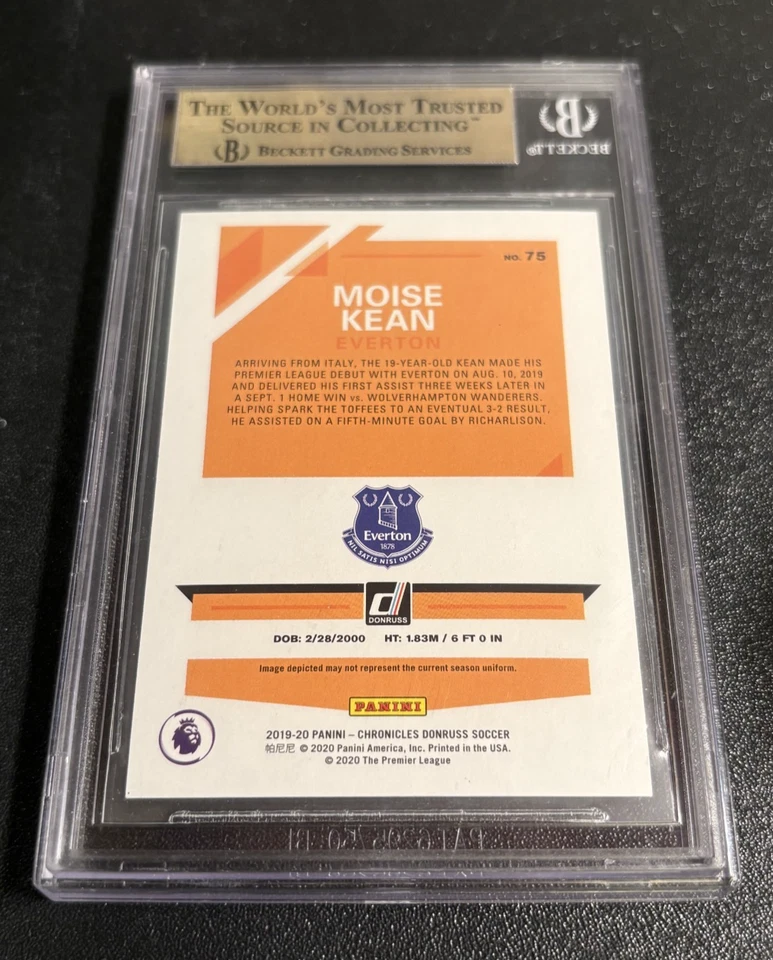 THE WORLD'S MOST TRUSTED
SOURCE IN COLLECTING™
B BECKETT GRADING SERVICES
B
BECKETT®
NO. 75
MOISE
KEAN
EVERTON
ARRIVING FROM ITALY, THE 19-YEAR-OLD KEAN MADE HIS
PREMIER LEAGUE DEBUT WITH EVERTON ON AUG. 10, 2019
AND DELIVERED HIS FIRST ASSIST THREE WEEKS LATER IN
A SEPT. 1 HOME WIN vs. WOLVERHAMPTON WANDERERS.
HELPING SPARK THE TOFFEES TO AN EVENTUAL 3-2 RESULT,
HE ASSISTED ON A FIFTH-MINUTE GOAL BY RICHARLISON.
Everton
1878
NIL SATIS NISI OPTIMUM
d
DONRUSS
DOB: 2/28/2000 HT: 1.83M / 6 FT 0 IN
Image depicted may not represent the current season uniform.
PANINI
2019-20 PANINI – CHRONICLES DONRUSS SOCCER
帕尼尼 © 2020 Panini America, Inc. Printed in the USA.
© 2020 The Premier League